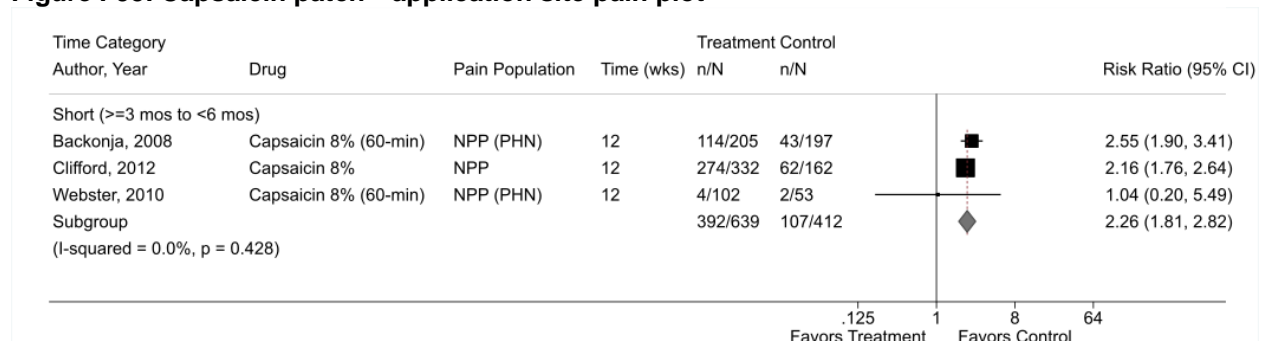 Time Category Treatment Control
Author, Year Drug Pain Population Time (wks) n/N n/N Risk Ratio (95% CI)
Short (>=3 mos to <6 mos)
Backonja, 2008 Capsaicin 8% (60-min) NPP (PHN) 12 114/205 43/197 2.55 (1.90, 3.41)
Clifford, 2012 Capsaicin 8% NPP 12 274/332 62/162 2.16 (1.76, 2.64)
Webster, 2010 Capsaicin 8% (60-min) NPP (PHN) 12 4/102 2/53 1.04 (0.20, 5.49)
Subgroup 392/639 107/412 2.26 (1.81, 2.82)
(I-squared = 0.0%, p = 0.428)
.125 1 8 64
Favors Treatment Favors Control